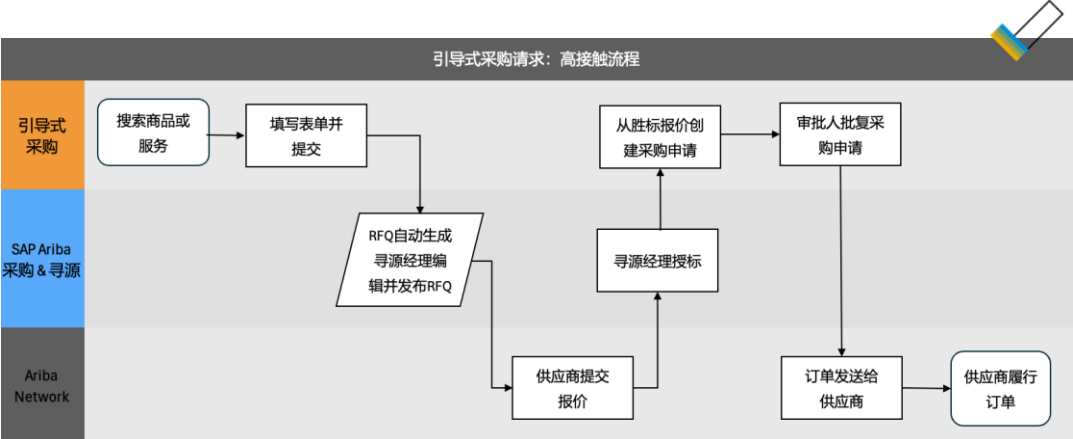 引导式采购请求：高接触流程
引导式
采购
搜索商品或
服务
填写表单并
提交
从胜标报价创
建采购申请
审批人批复采
购申请
SAP Ariba
采购 & 寻源
RFQ自动生成
寻源经理编
辑并发布RFQ
寻源经理授标
Ariba
Network
供应商提交
报价
订单发送给
供应商
供应商履行
订单